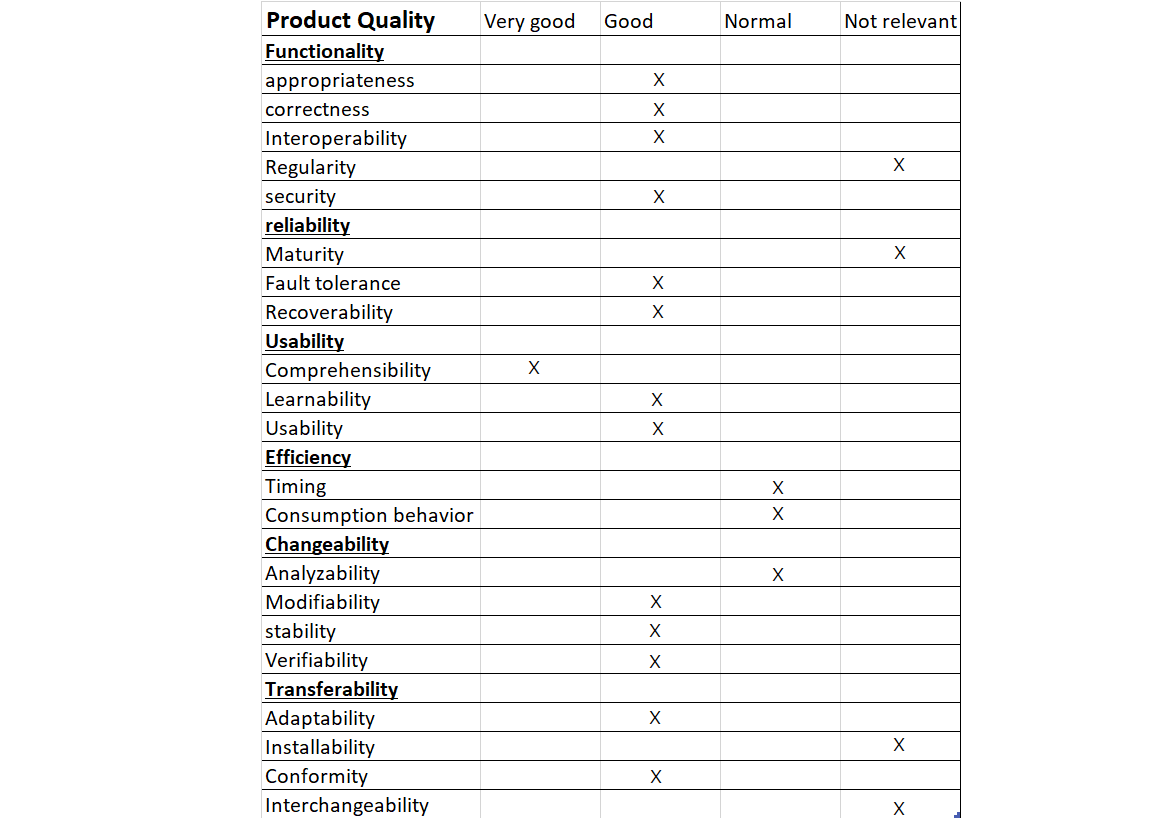 Product Quality Very good Good Normal Not relevant
Functionality
appropriateness X
correctness X
Interoperability X
Regularity X
security X
reliability
Maturity X
Fault tolerance X
Recoverability X
Usability
Comprehensibility X
Learnability X
Usability X
Efficiency
Timing X
Consumption behavior X
Changeability
Analyzability X
Modifiability X
stability X
Verifiability X
Transferability
Adaptability X
Installability X
Conformity X
Interchangeability X